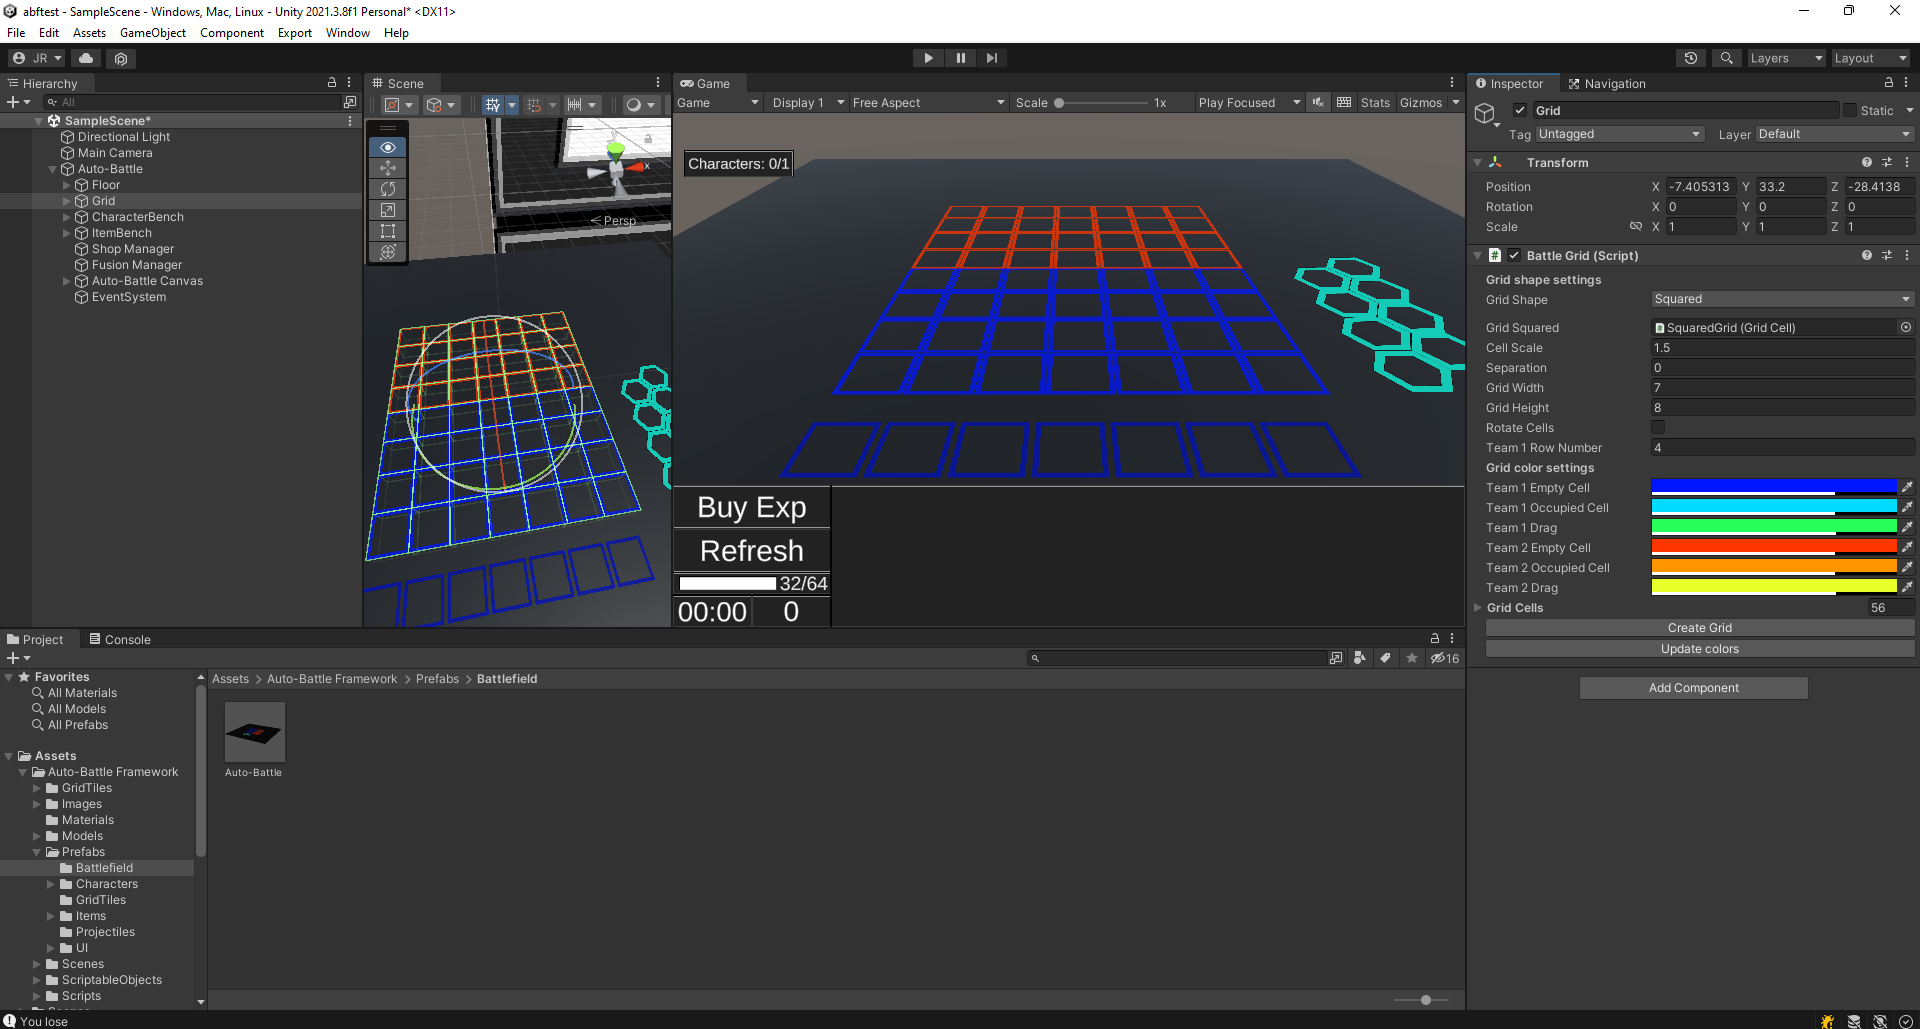 abftest - SampleScene - Windows, Mac, Linux - Unity 2021.3.8f1 Personal* <DX11>
File Edit Assets GameObject Component Export Window Help
JR
Layers Layout
Hierarchy
All
SampleScene*
Directional Light
Main Camera
Auto-Battle
Floor
Grid
CharacterBench
ItemBench
Shop Manager
Fusion Manager
Auto-Battle Canvas
EventSystem
Scene
y
x
< Persp
Game
Game Display 1 Free Aspect Scale 1x Play Focused Stats Gizmos
Characters: 0/1
Buy Exp
Refresh
32/64
00:00 0
Inspector Navigation
Grid Static
Tag Untagged Layer Default
Transform
Position X -7.405313 Y 33.2 Z -28.4138
Rotation X 0 Y 0 Z 0
Scale X 1 Y 1 Z 1
# Battle Grid (Script)
Grid shape settings
Grid Shape Squared
Grid Squared SquaredGrid (Grid Cell)
Cell Scale 1.5
Separation 0
Grid Width 7
Grid Height 8
Rotate Cells
Team 1 Row Number 4
Grid color settings
Team 1 Empty Cell
Team 1 Occupied Cell
Team 1 Drag
Team 2 Empty Cell
Team 2 Occupied Cell
Team 2 Drag
Grid Cells 56
Create Grid
Update colors
Add Component
Project Console
16
Favorites
All Materials
All Models
All Prefabs
Assets
Auto-Battle Framework
GridTiles
Images
Materials
Models
Prefabs
Battlefield
Characters
GridTiles
Items
Projectiles
UI
Scenes
ScriptableObjects
Scripts
Assets > Auto-Battle Framework > Prefabs > Battlefield
Auto-Battle
You lose